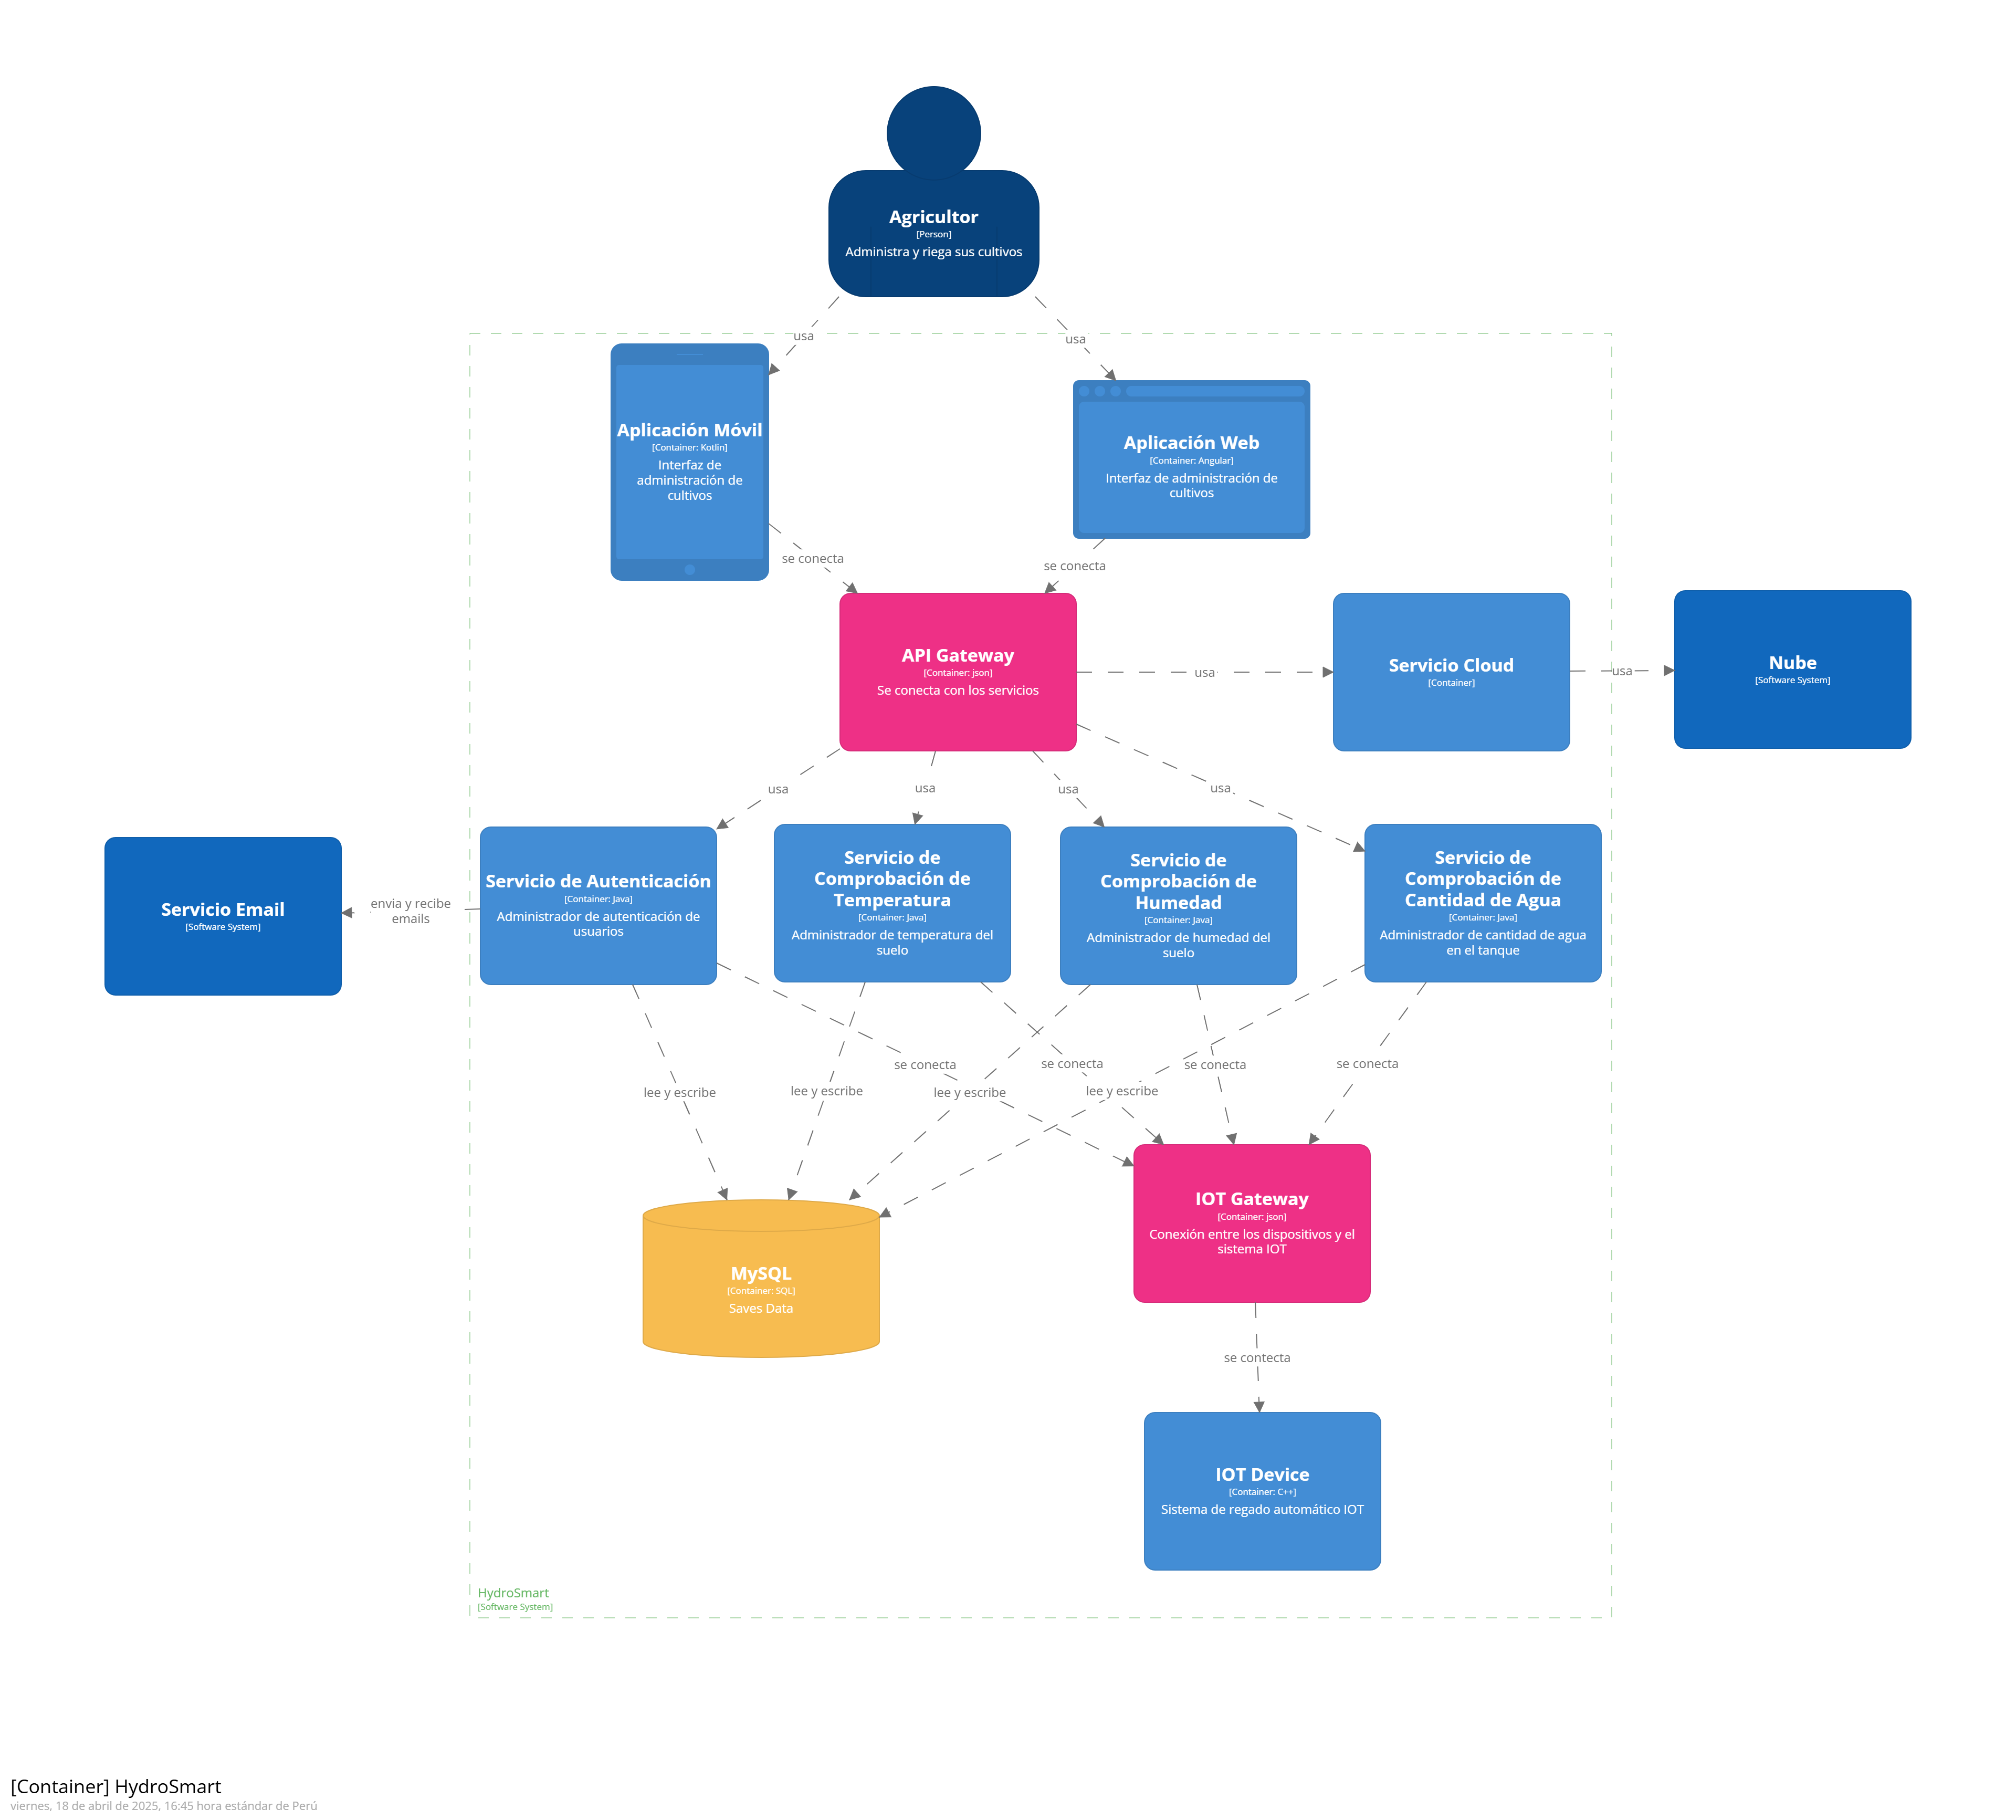 Agricultor
[Person]
Administra y riega sus cultivos
usa
usa
Aplicación Móvil
[Container: Kotlin]
Interfaz de
administración de
cultivos
Aplicación Web
[Container: Angular]
Interfaz de administración de
cultivos
se conecta
se conecta
API Gateway
[Container: json]
Se conecta con los servicios
usa
Servicio Cloud
[Container]
usa
Nube
[Software System]
usa
usa
usa
usa
Servicio Email
[Software System]
envia y recibe
emails
Servicio de Autenticación
[Container: Java]
Administrador de autenticación de
usuarios
Servicio de
Comprobación de
Temperatura
[Container: Java]
Administrador de temperatura del
suelo
Servicio de
Comprobación de
Humedad
[Container: Java]
Administrador de humedad del
suelo
Servicio de
Comprobación de
Cantidad de Agua
[Container: Java]
Administrador de cantidad de agua
en el tanque
se conecta
se conecta
se conecta
se conecta
lee y escribe
lee y escribe
lee y escribe
lee y escribe
MySQL
[Container: SQL]
Saves Data
IOT Gateway
[Container: json]
Conexión entre los dispositivos y el
sistema IOT
se contecta
IOT Device
[Container: C++]
Sistema de regado automático IOT
HydroSmart
[Software System]
[Container] HydroSmart
viernes, 18 de abril de 2025, 16:45 hora estándar de Perú